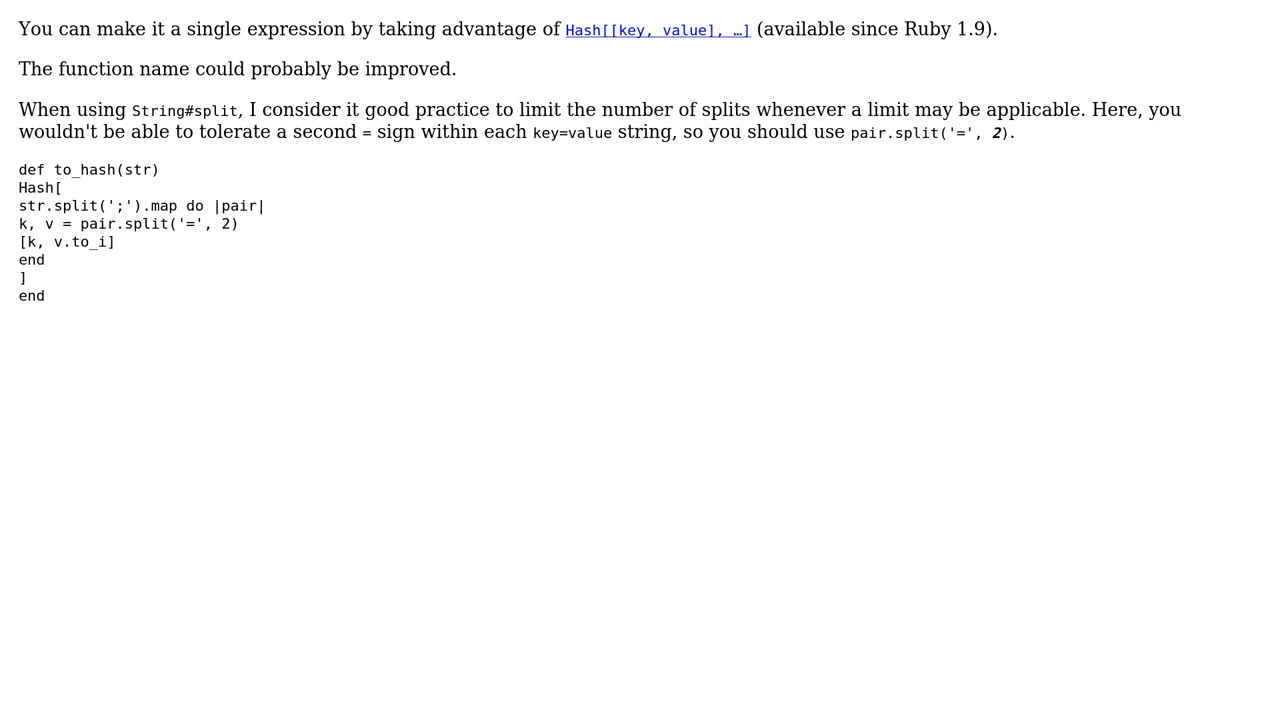 You can make it a single expression by taking advantage of Hash[[key, value], …] (available since Ruby 1.9).
The function name could probably be improved.
When using String#split, I consider it good practice to limit the number of splits whenever a limit may be applicable. Here, you
wouldn't be able to tolerate a second = sign within each key=value string, so you should use pair.split('=', 2).
def to_hash(str)
Hash[
str.split(';').map do |pair|
k, v = pair.split('=', 2)
[k, v.to_i]
end
]
end